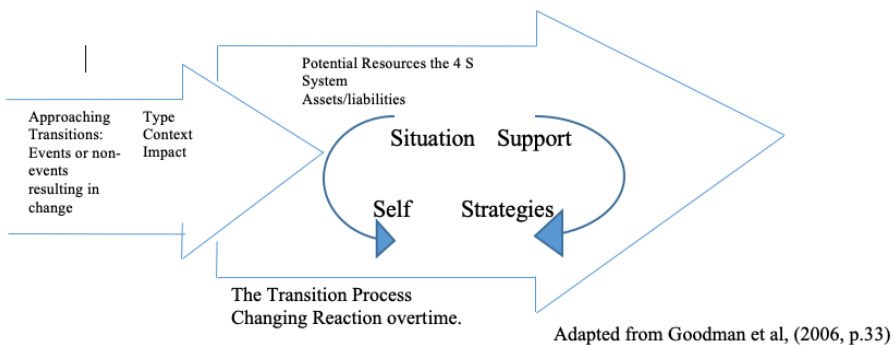 Potential Resources the 4 S
System
Assets/liabilities
Approaching
Transitions:
Events or non-
events
resulting in
change
Type
Context
Impact
Situation Support
Self Strategies
The Transition Process
Changing Reaction overtime.
Adapted from Goodman et al, (2006, p.33)